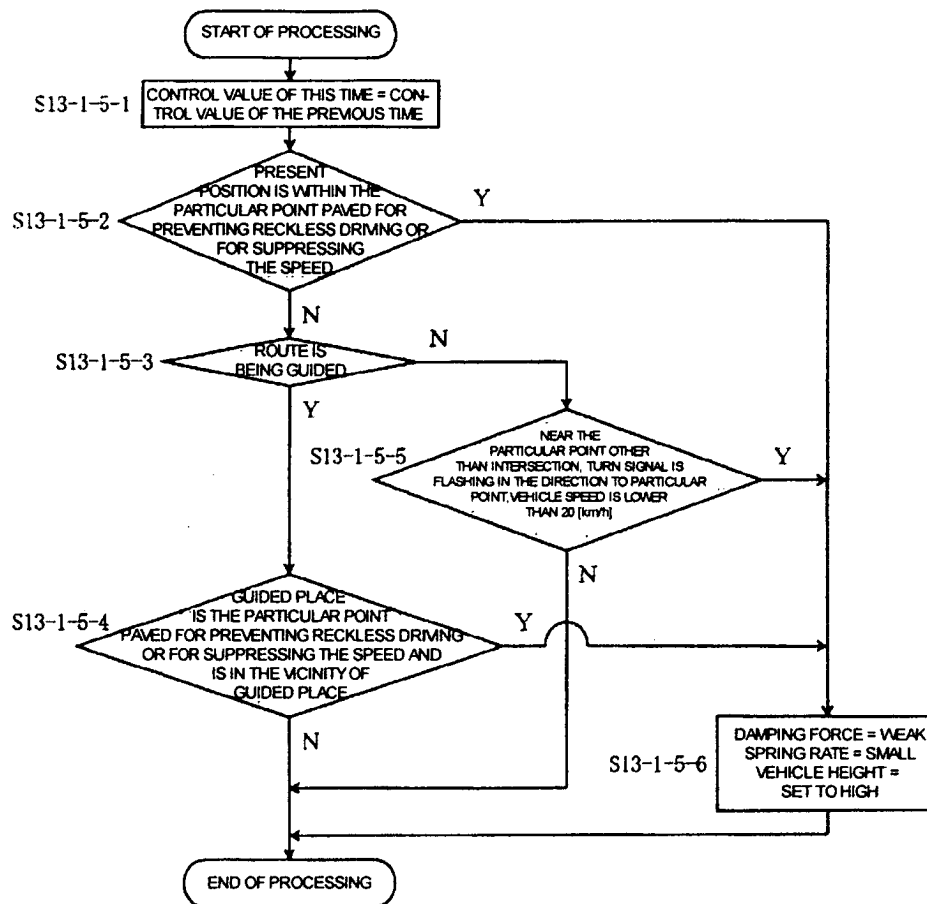 START OF PROCESSING
S13-1-5-1
CONTROL VALUE OF THIS TIME = CON-
TROL VALUE OF THE PREVIOUS TIME
S13-1-5-2
PRESENT
POSITION IS WITHIN THE
PARTICULAR POINT PAVED FOR
PREVENTING RECKLESS DRIVING OR
FOR SUPPRESSING
THE SPEED
Y
N
S13-1-5-3
ROUTE IS
BEING GUIDED
N
Y
S13-1-5-5
NEAR THE
PARTICULAR POINT OTHER
THAN INTERSECTION, TURN SIGNAL IS
FLASHING IN THE DIRECTION TO PARTICULAR
POINT, VEHICLE SPEED IS LOWER
THAN 20 [km/h]
Y
N
S13-1-5-4
GUIDED PLACE
IS THE PARTICULAR POINT
PAVED FOR PREVENTING RECKLESS DRIVING
OR FOR SUPPRESSING THE SPEED AND
IS IN THE VICINITY OF
GUIDED PLACE
Y
N
S13-1-5-6
DAMPING FORCE = WEAK
SPRING RATE = SMALL
VEHICLE HEIGHT =
SET TO HIGH
END OF PROCESSING